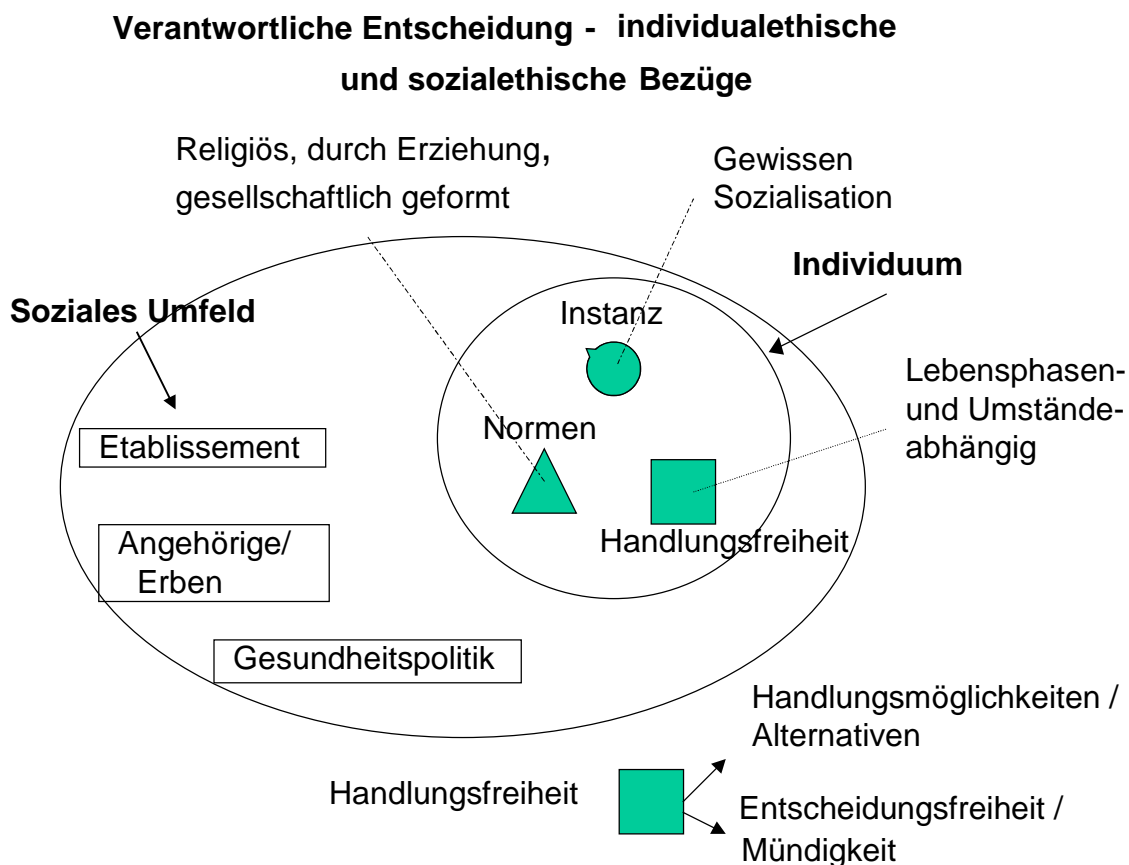 Verantwortliche Entscheidung - individualethische
und sozialethische Bezüge
Religiös, durch Erziehung,
gesellschaftlich geformt
Gewissen
Sozialisation
Individuum
Soziales Umfeld
Instanz
Lebensphasen-
und Umstände-
abhängig
Normen
Etablissement
Handlungsfreiheit
Angehörige/
Erben
Gesundheitspolitik
Handlungsmöglichkeiten /
Alternativen
Handlungsfreiheit
Entscheidungsfreiheit /
Mündigkeit